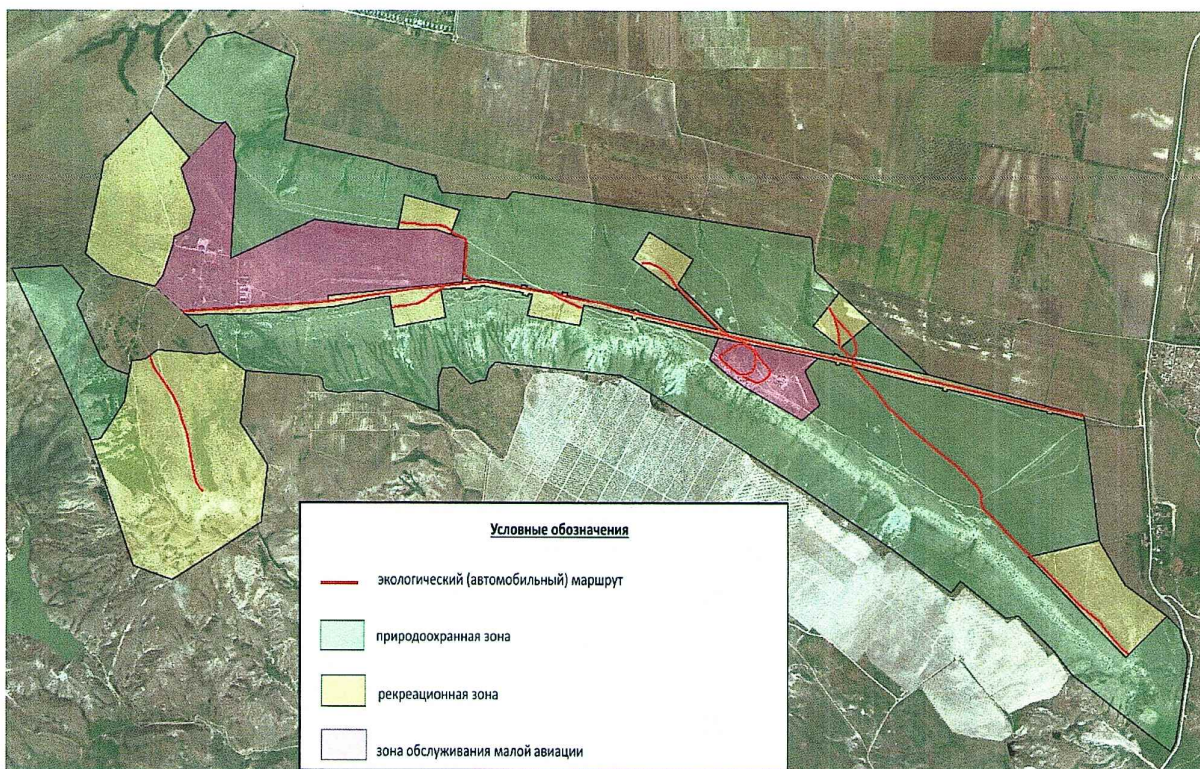 Условные обозначения
экологический (автомобильный) маршрут
природоохранная зона
рекреационная зона
зона обслуживания малой авиации